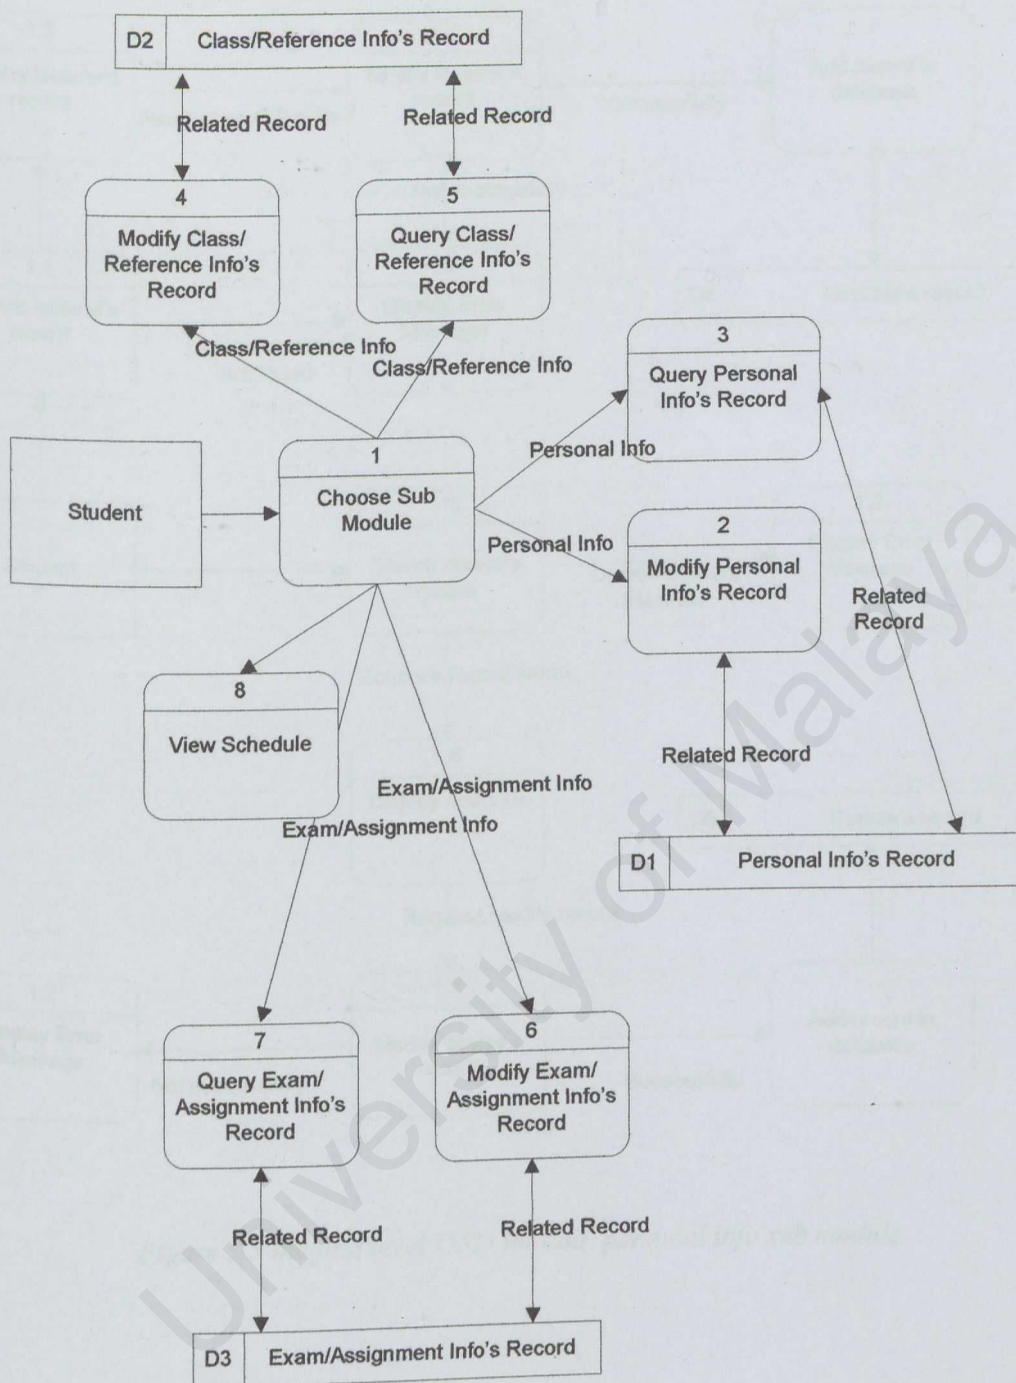 D2 Class/Reference Info's Record
Related Record
Related Record
4
Modify Class/
Reference Info's
Record
5
Query Class/
Reference Info's
Record
Class/Reference Info
Class/Reference Info
3
Query Personal
Info's Record
Personal Info
Student
1
Choose Sub
Module
Personal Info
2
Modify Personal
Info's Record
Related
Record
8
View Schedule
Related Record
Exam/Assignment Info
Exam/Assignment Info
D1 Personal Info's Record
7
Query Exam/
Assignment Info's
Record
6
Modify Exam/
Assignment Info's
Record
Related Record
Related Record
D3 Exam/Assignment Info's Record
University of Malaya